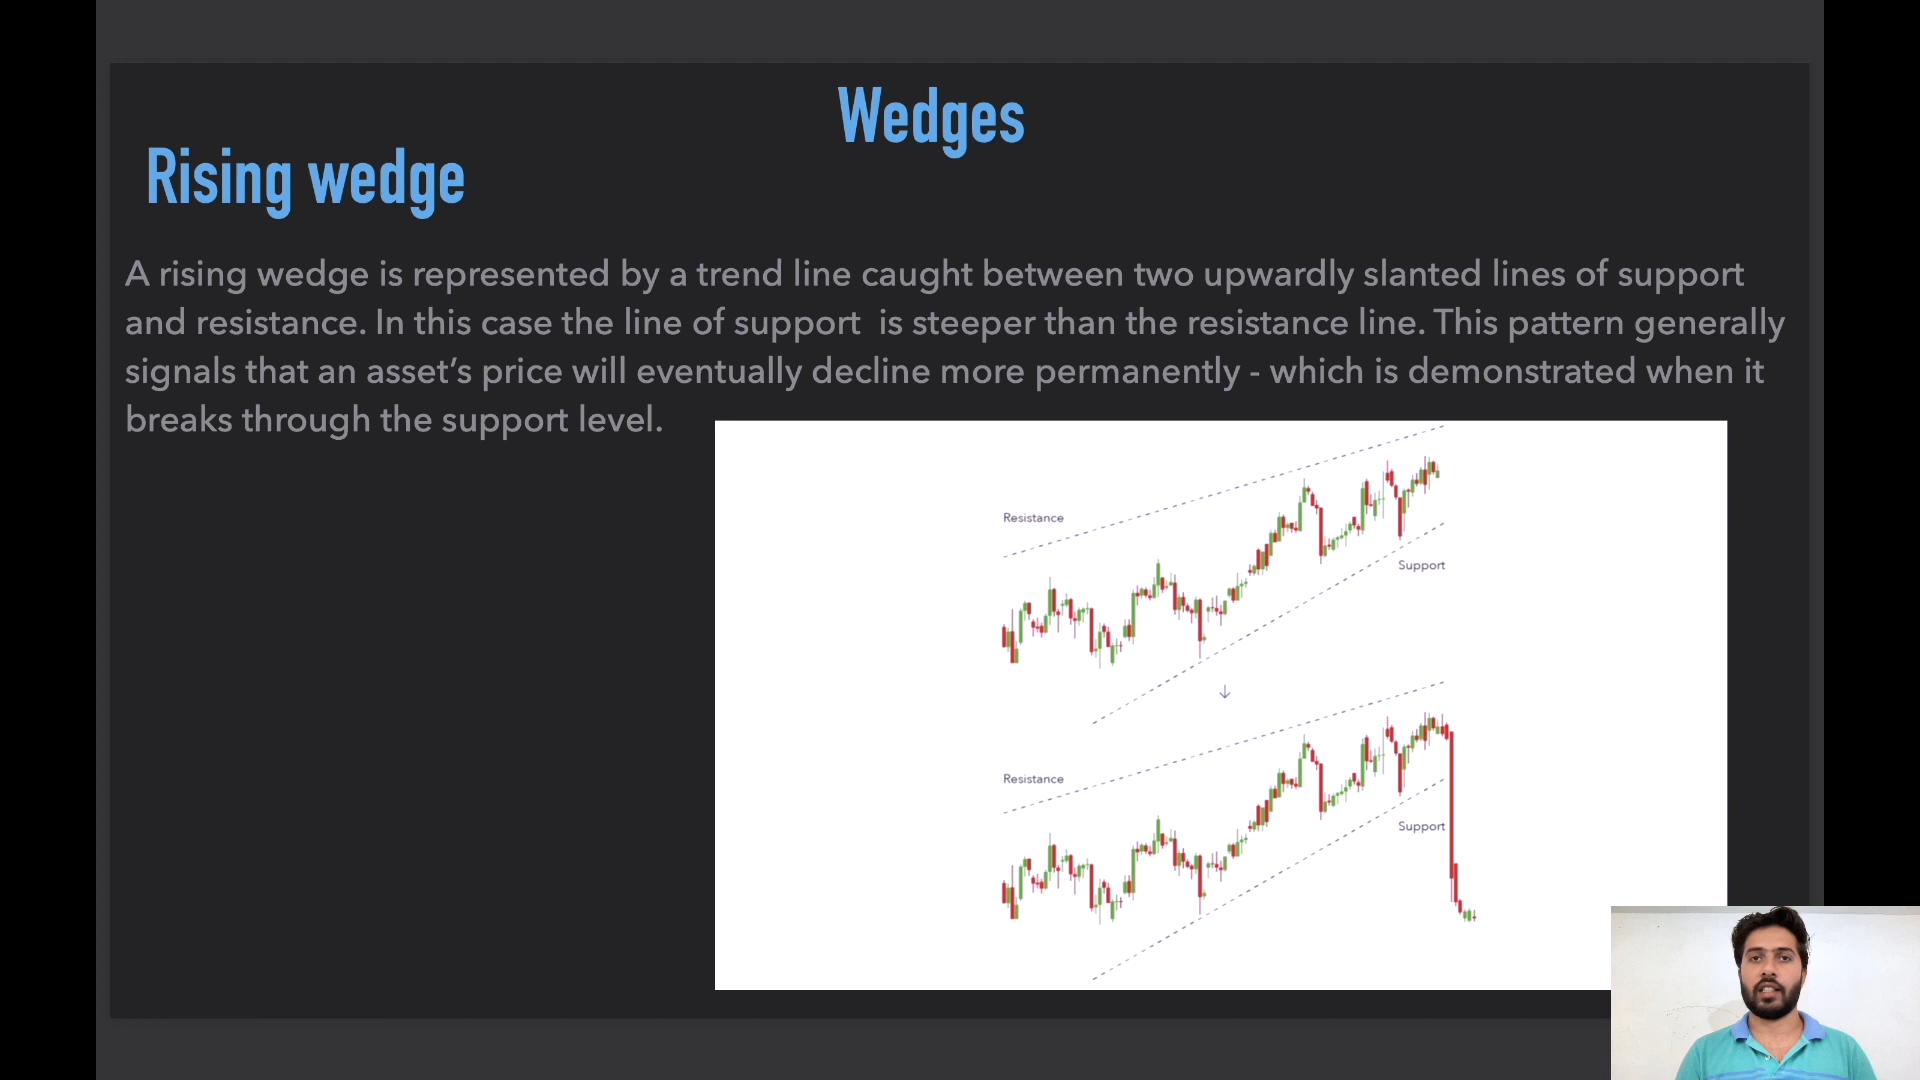 Wedges
Rising wedge
A rising wedge is represented by a trend line caught between two upwardly slanted lines of support
and resistance. In this case the line of support  is steeper than the resistance line. This pattern generally
signals that an asset’s price will eventually decline more permanently - which is demonstrated when it
breaks through the support level.
Resistance
Support
Resistance
Support